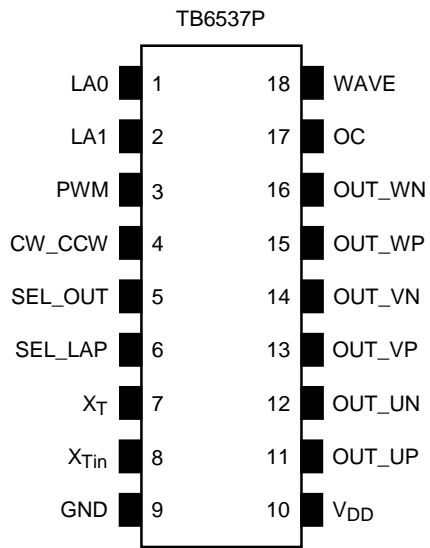 TB6537P
LA0 1 18 WAVE
LA1 2 17 OC
PWM 3 16 OUT_WN
CW_CCW 4 15 OUT_WP
SEL_OUT 5 14 OUT_VN
SEL_LAP 6 13 OUT_VP
XT 7 12 OUT_UN
XTin 8 11 OUT_UP
GND 9 10 VDD